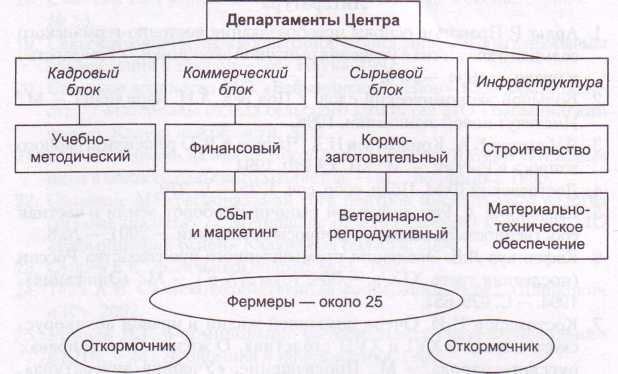 Департаменты Центра
Кадровый
блок
Коммерческий
блок
Сырьевой
блок
Инфраструктура
Учебно-
методический
Финансовый
Кормо-
заготовительный
Строительство
Сбыт
и маркетинг
Ветеринарно-
репродуктивный
Материально-
техническое
обеспечение
Фермеры — около 25
Откормочник
Откормочник